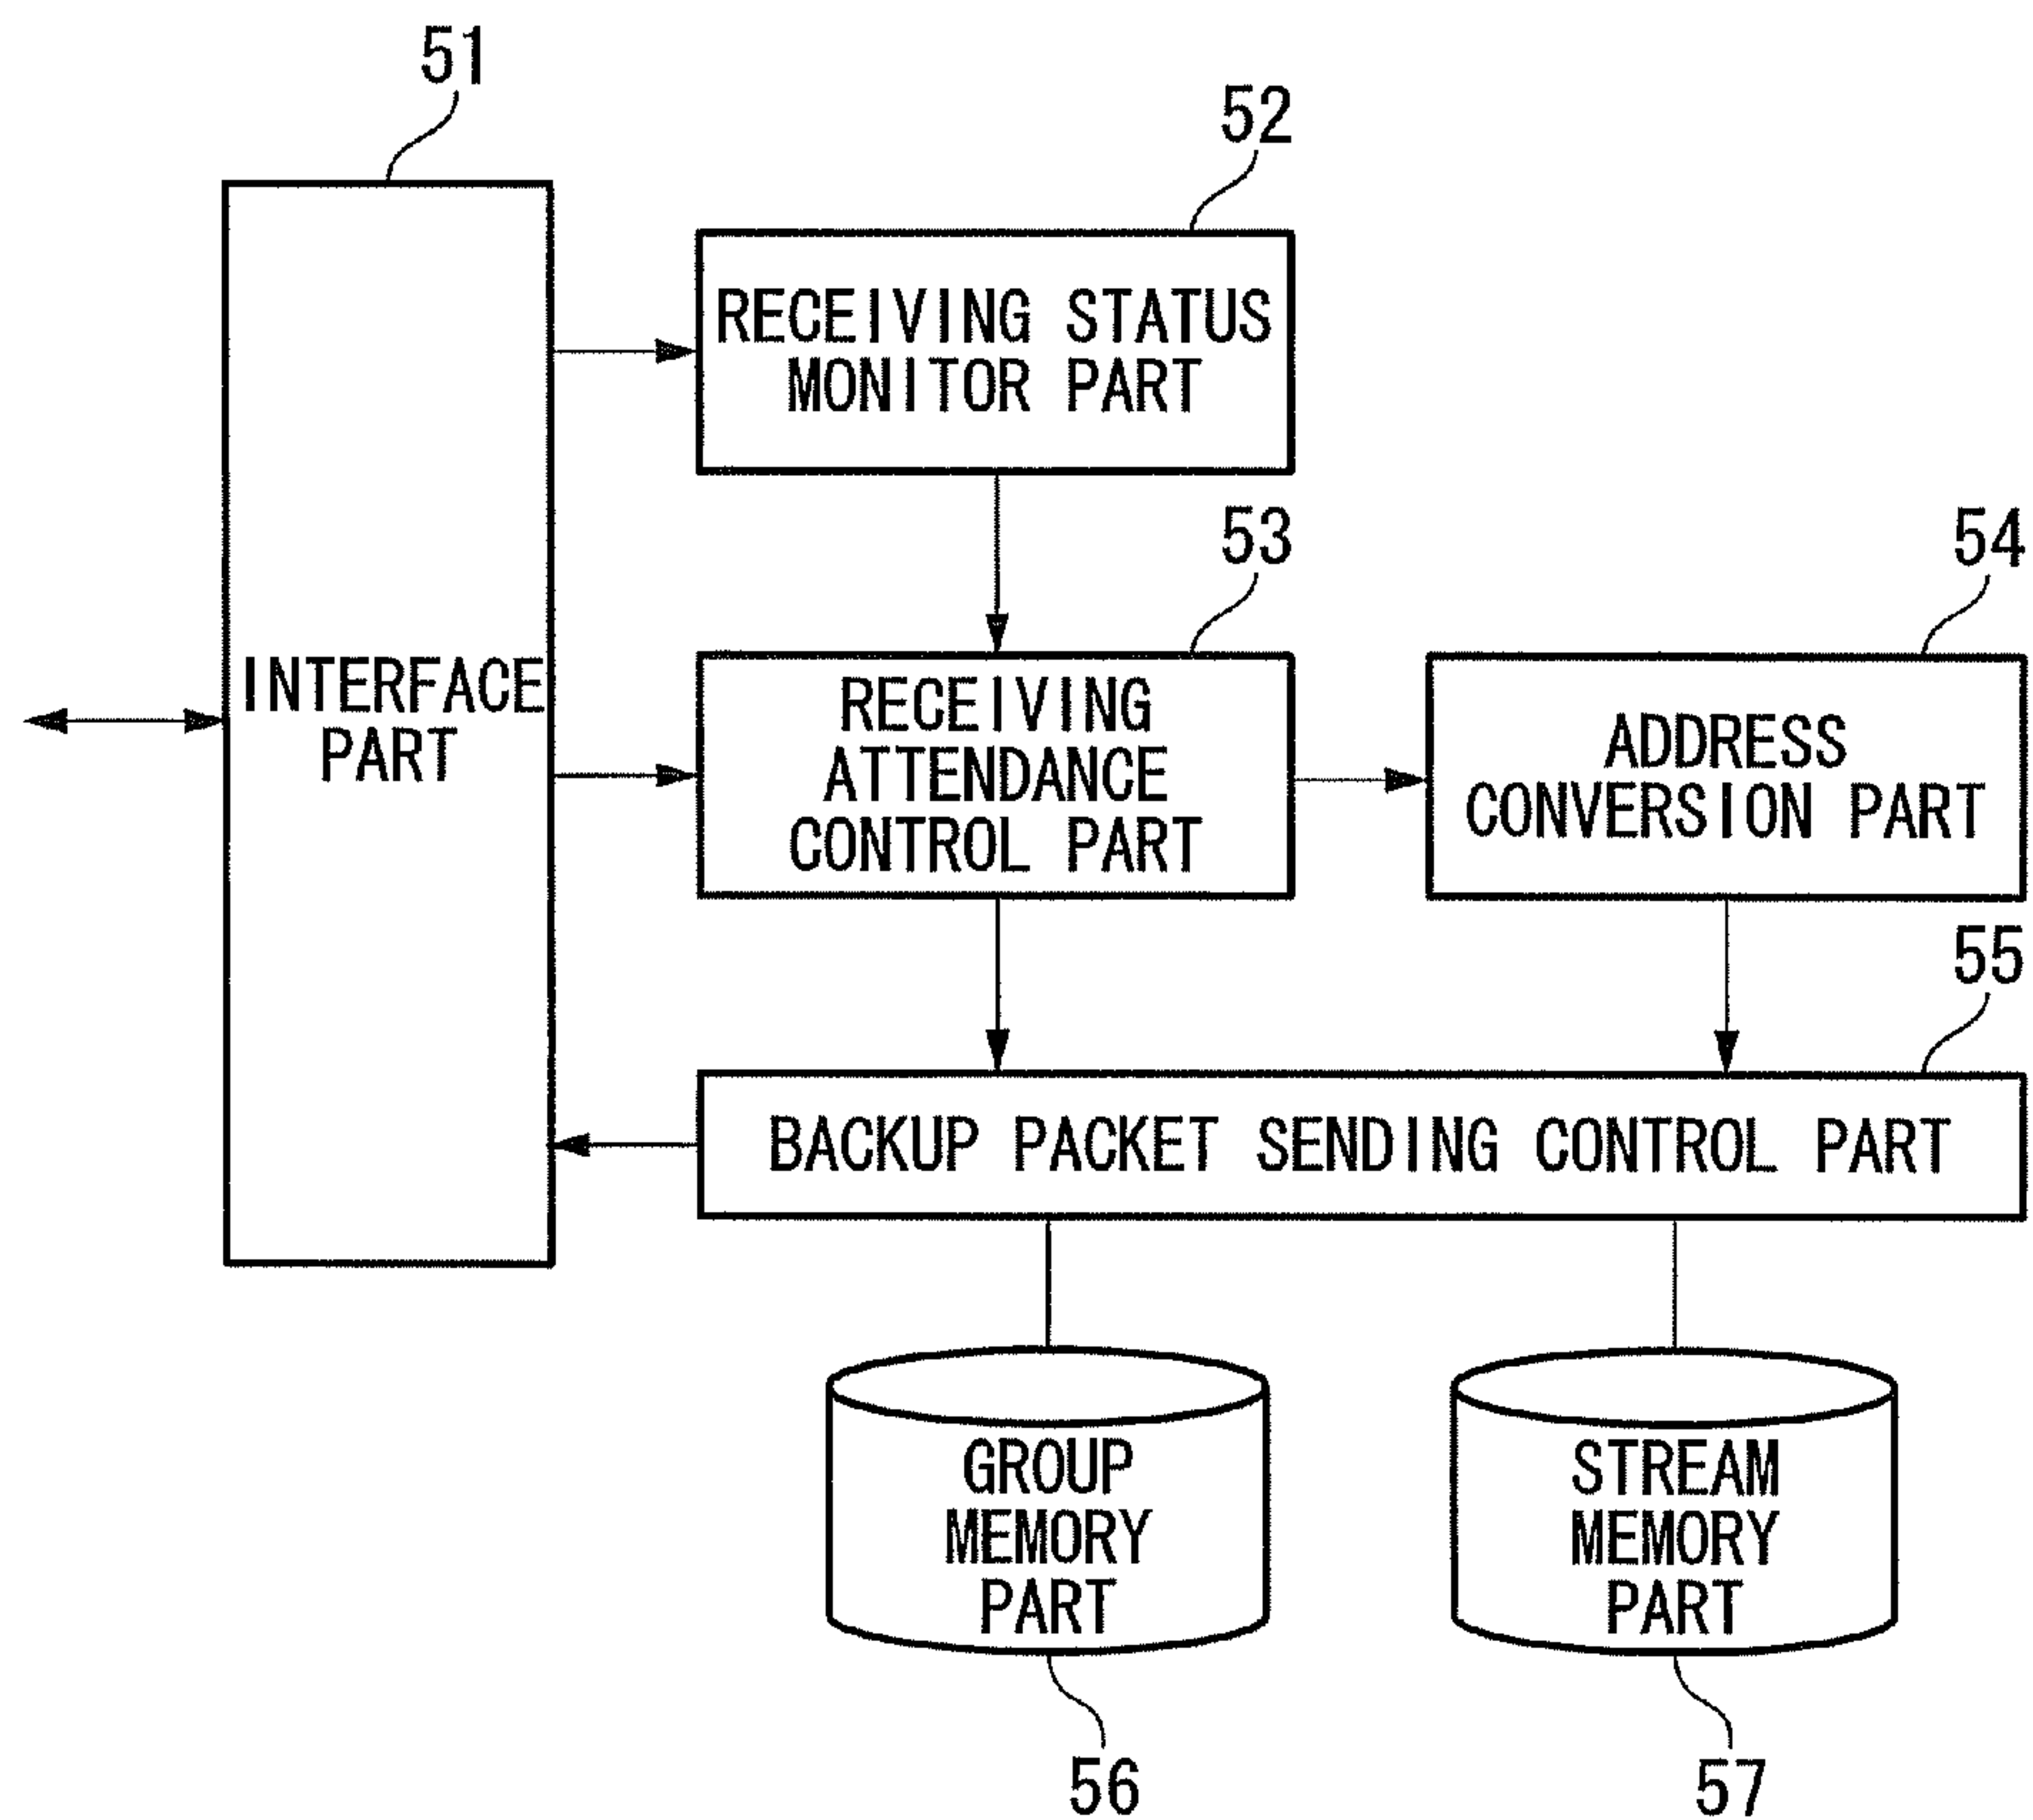 51
52
RECEIVING STATUS
MONITOR PART
53
54
INTERFACE
PART
RECEIVING
ATTENDANCE
CONTROL PART
ADDRESS
CONVERSION PART
55
BACKUP PACKET SENDING CONTROL PART
GROUP
MEMORY
PART
STREAM
MEMORY
PART
56
57